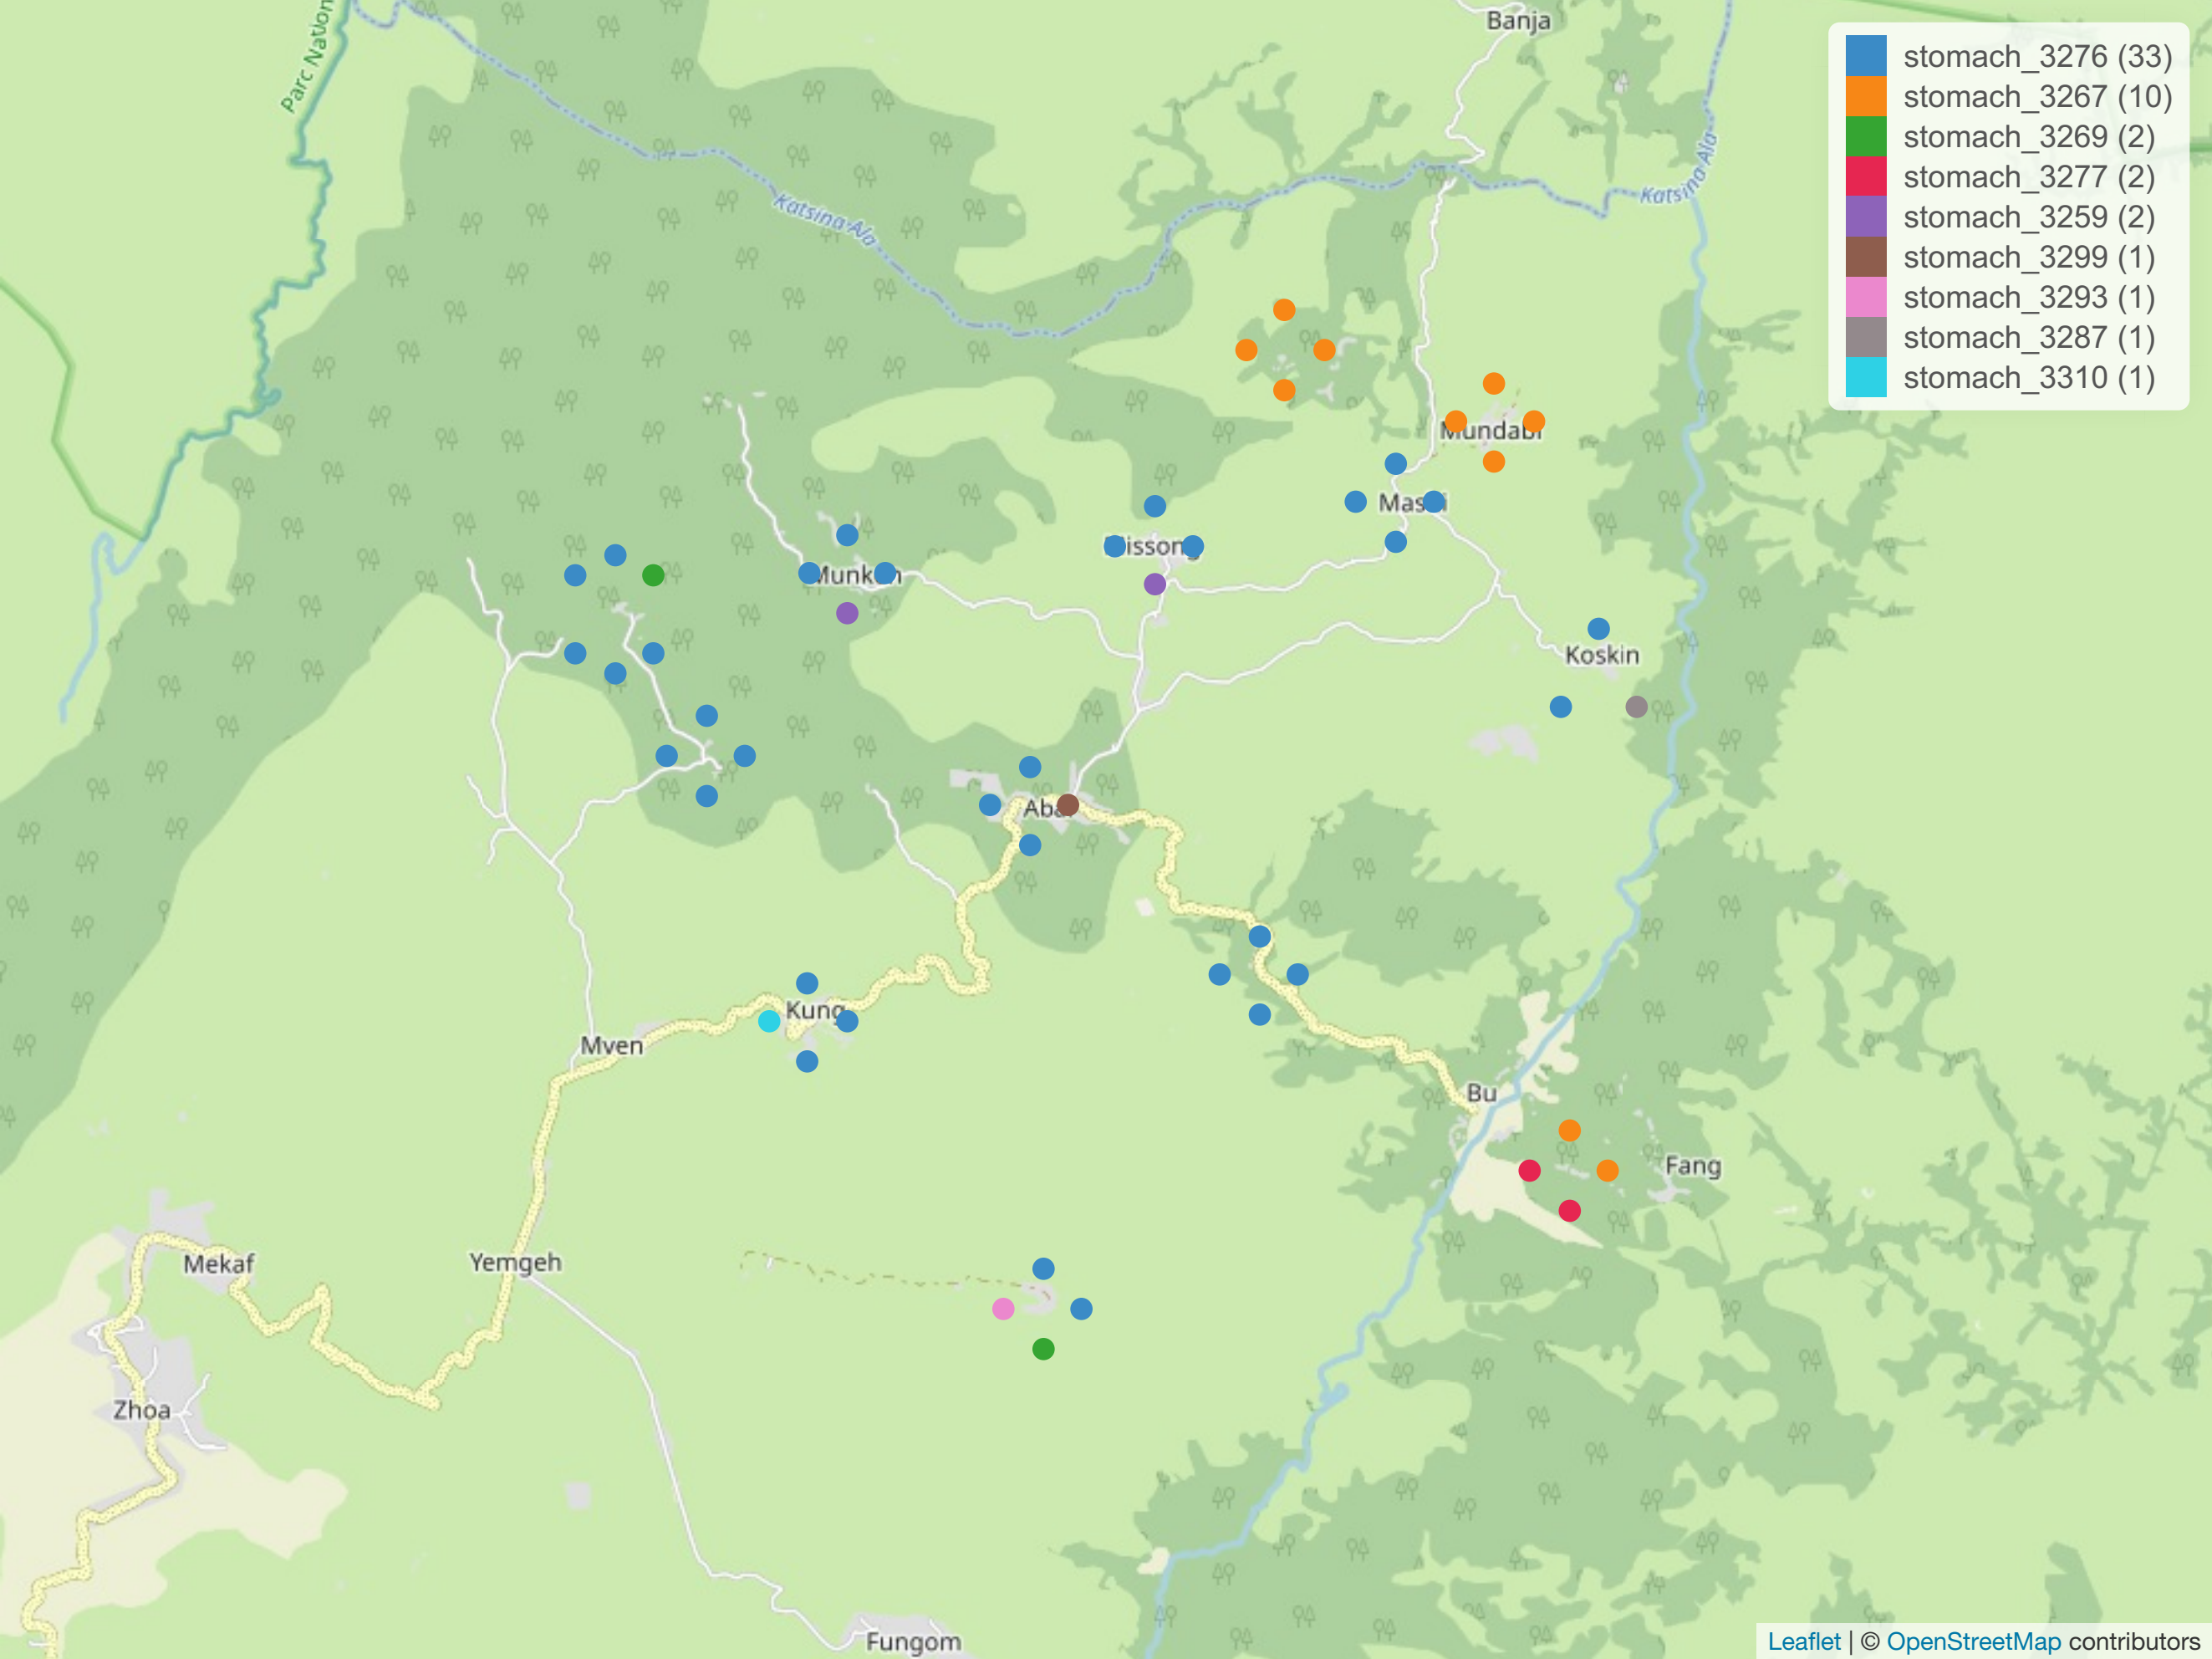 Banja
Parc Nation
stomach_3276 (33)
stomach_3267 (10)
stomach_3269 (2)
stomach_3277 (2)
stomach_3259 (2)
stomach_3299 (1)
stomach_3293 (1)
stomach_3287 (1)
stomach_3310 (1)
Katsina Ala
Katsina-Ala
Mundabi
Koskin
Kung
Mven
Bu
Fang
Mekaf
Yemgeh
Zhoa
Fungom
Leaflet | © OpenStreetMap contributors